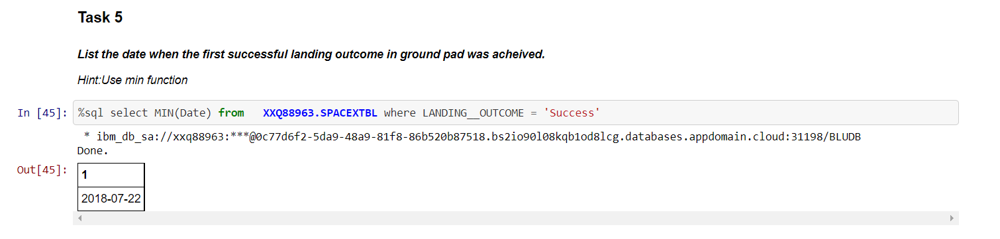 Task 5
List the date when the first successful landing outcome in ground pad was acheived.
Hint:Use min function
In [45]: %sql select MIN(Date) from   XXQ88963.SPACEXTBL where LANDING__OUTCOME = 'Success'
* ibm_db_sa://xxq88963:***@0c77d6f2-5da9-48a9-81f8-86b520b87518.bs2io90l08kqb1od8lcg.databases.appdomain.cloud:31198/BLUDB
Done.
Out[45]: 1
2018-07-22